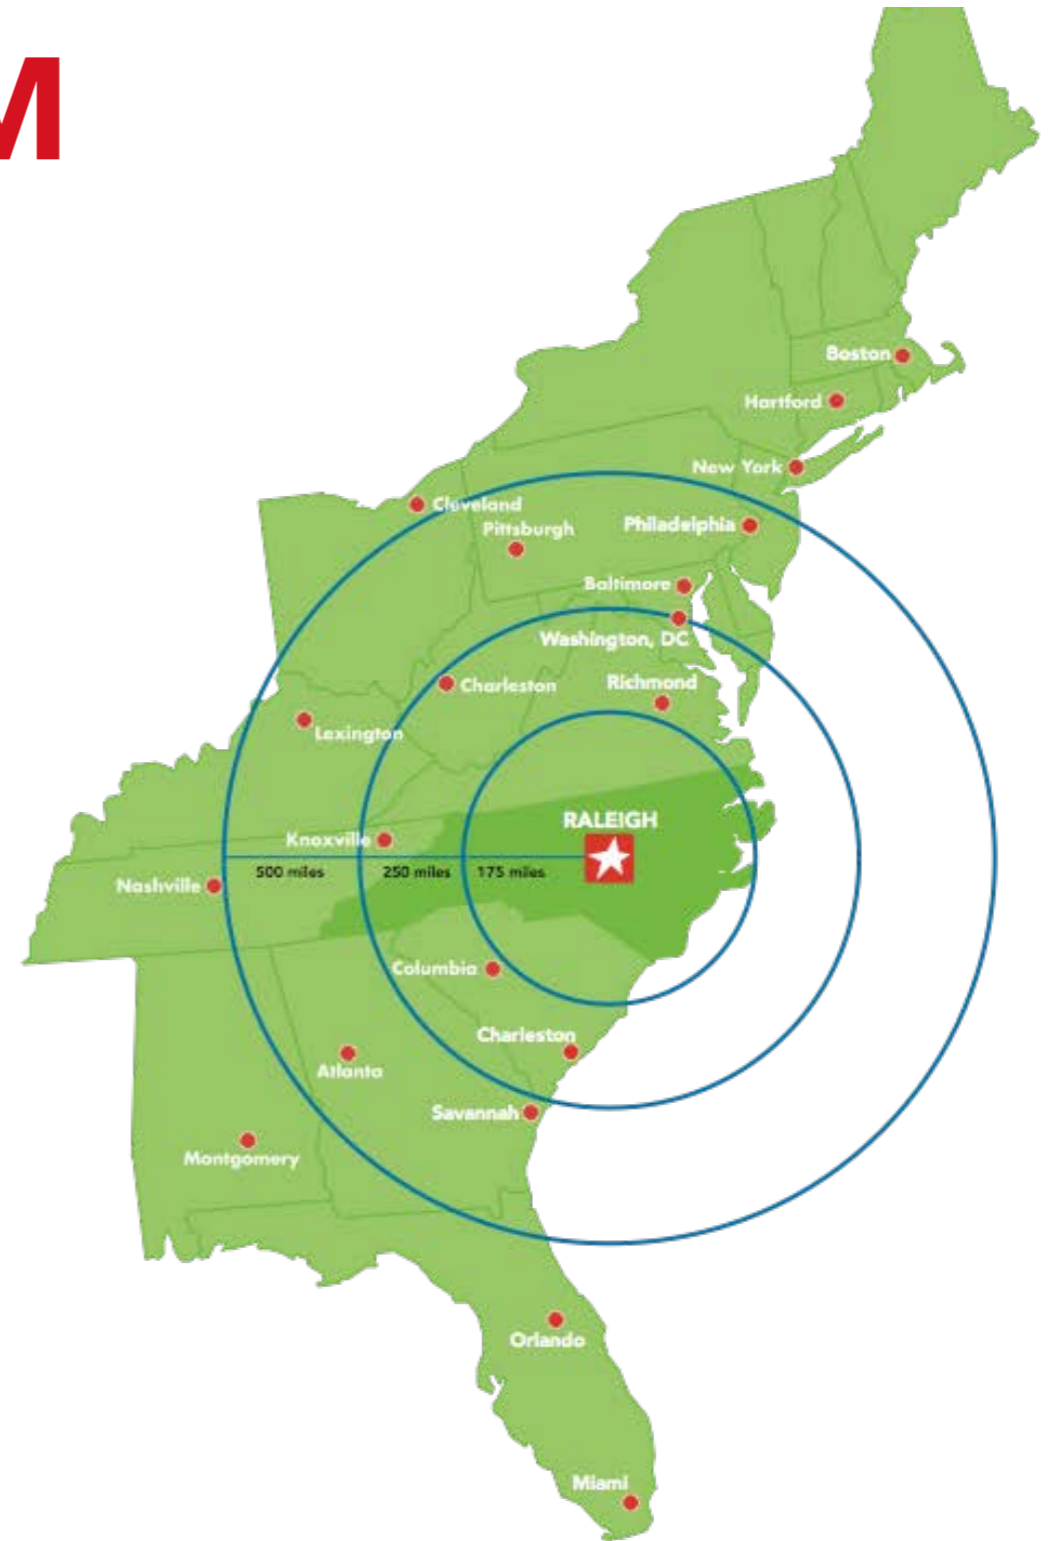 M
Boston
Hartford
New York
Cleveland
Pittsburgh
Philadelphia
Baltimore
Washington, DC
Charleston
Richmond
Lexington
RALEIGH
Knoxville
500 miles
250 miles
175 miles
Nashville
Columbia
Charleston
Atlanta
Savannah
Montgomery
Orlando
Miami